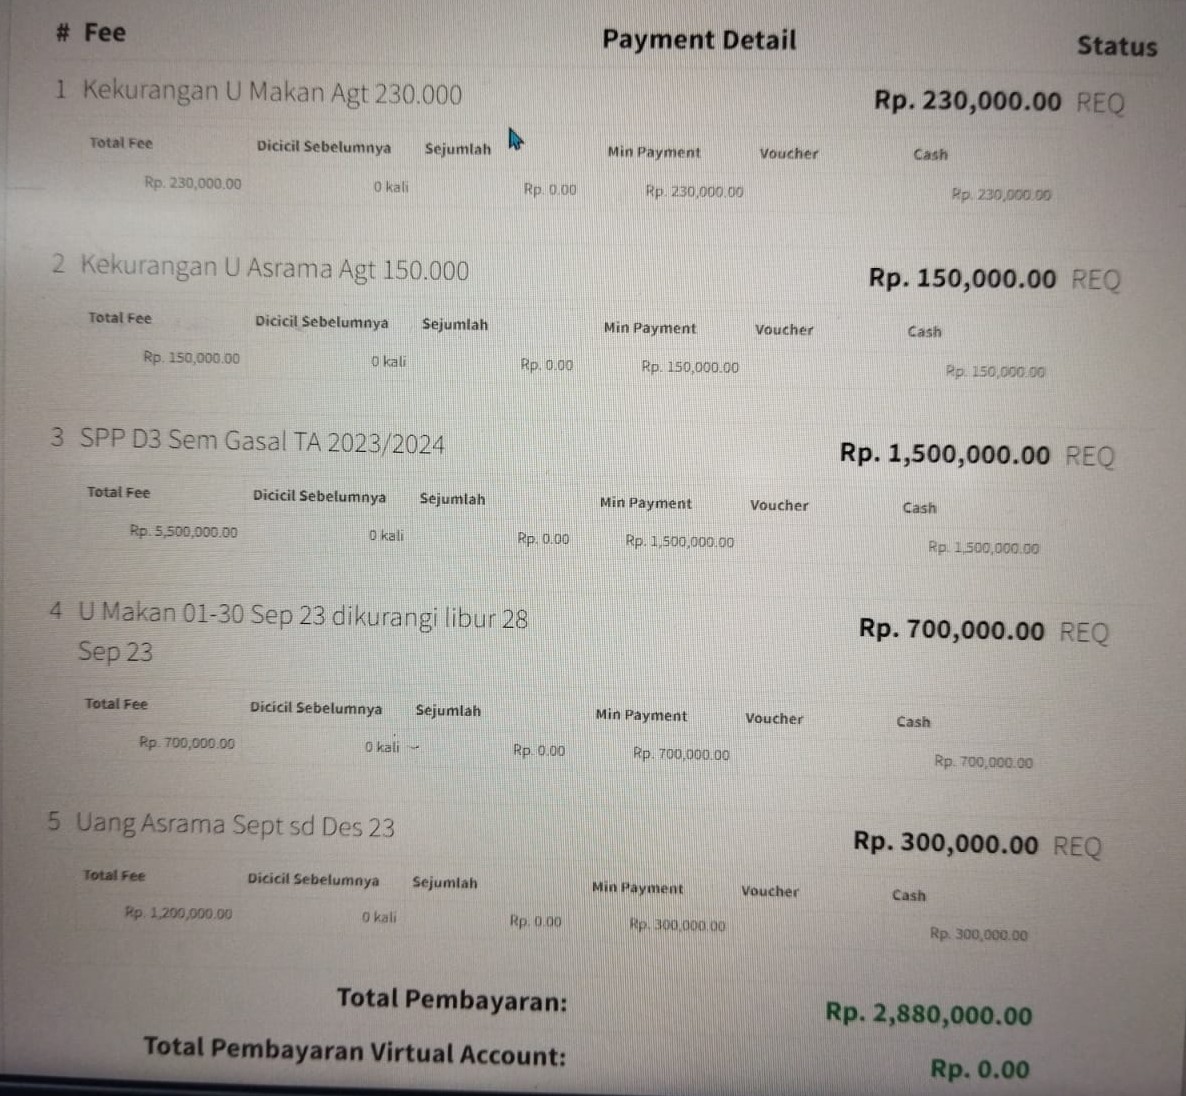 # Fee Payment Detail Status
1 Kekurangan U Makan Agt 230.000 Rp. 230,000.00 REQ
Total Fee Dicicil Sebelumnya Sejumlah Min Payment Voucher Cash
Rp. 230,000.00 0 kali Rp. 0.00 Rp. 230,000.00 Rp. 230,000.00
2 Kekurangan U Asrama Agt 150.000 Rp. 150,000.00 REQ
Total Fee Dicicil Sebelumnya Sejumlah Min Payment Voucher Cash
Rp. 150,000.00 0 kali Rp. 0.00 Rp. 150,000.00 Rp. 150,000.00
3 SPP D3 Sem Gasal TA 2023/2024 Rp. 1,500,000.00 REQ
Total Fee Dicicil Sebelumnya Sejumlah Min Payment Voucher Cash
Rp. 5,500,000.00 0 kali Rp. 0.00 Rp. 1,500,000.00 Rp. 1,500,000.00
4 U Makan 01-30 Sep 23 dikurangi libur 28 Rp. 700,000.00 REQ
Sep 23
Total Fee Dicicil Sebelumnya Sejumlah Min Payment Voucher Cash
Rp. 700,000.00 0 kali Rp. 0.00 Rp. 700,000.00 Rp. 700,000.00
5 Uang Asrama Sept sd Des 23 Rp. 300,000.00 REQ
Total Fee Dicicil Sebelumnya Sejumlah Min Payment Voucher Cash
Rp. 1,200,000.00 0 kali Rp. 0.00 Rp. 300,000.00 Rp. 300,000.00
Total Pembayaran: Rp. 2,880,000.00
Total Pembayaran Virtual Account: Rp. 0.00